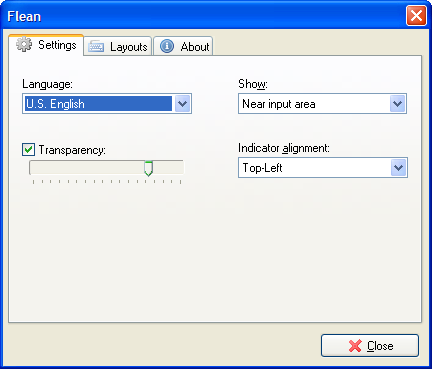 Flean
Settings
Layouts
About
Language:
Show:
U.S. English
Near input area
Transparency:
Indicator alignment:
Top-Left
Close